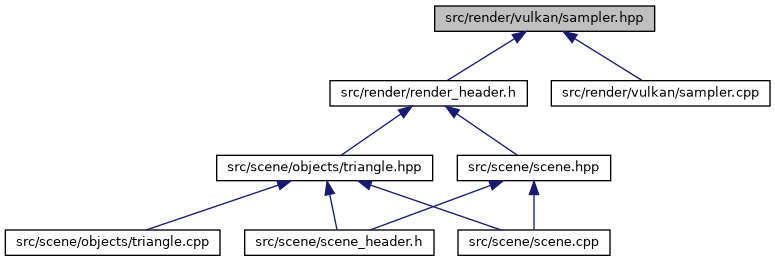 src/render/vulkan/sampler.hpp
src/render/render_header.h
src/render/vulkan/sampler.cpp
src/scene/objects/triangle.hpp
src/scene/scene.hpp
src/scene/objects/triangle.cpp
src/scene/scene_header.h
src/scene/scene.cpp